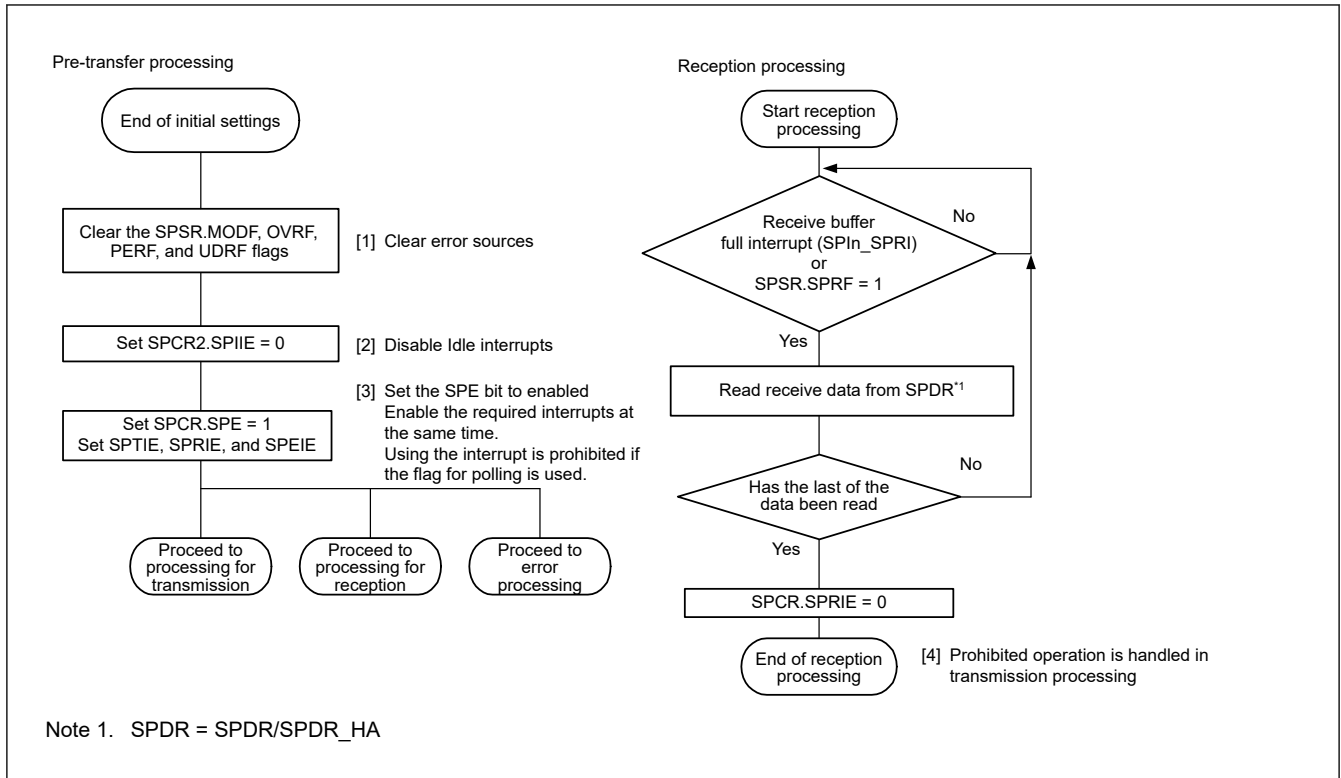 Pre-transfer processing
End of initial settings
Clear the SPSR.MODF, OVRF,
PERF, and UDRF flags
[1] Clear error sources
Set SPCR2.SPIIE = 0
[2] Disable Idle interrupts
Set SPCR.SPE = 1
Set SPTIE, SPRIE, and SPEIE
[3] Set the SPE bit to enabled
Enable the required interrupts at
the same time.
Using the interrupt is prohibited if
the flag for polling is used.
Proceed to
processing for
transmission
Proceed to
processing for
reception
Proceed to
error
processing
Reception processing
Start reception
processing
Receive buffer
full interrupt (SPIn_SPRI)
or
SPSR.SPRF = 1
No
Yes
Read receive data from SPDR*1
Has the last of the
data been read
No
Yes
SPCR.SPRIE = 0
End of reception
processing
[4] Prohibited operation is handled in
transmission processing
Note 1. SPDR = SPDR/SPDR_HA